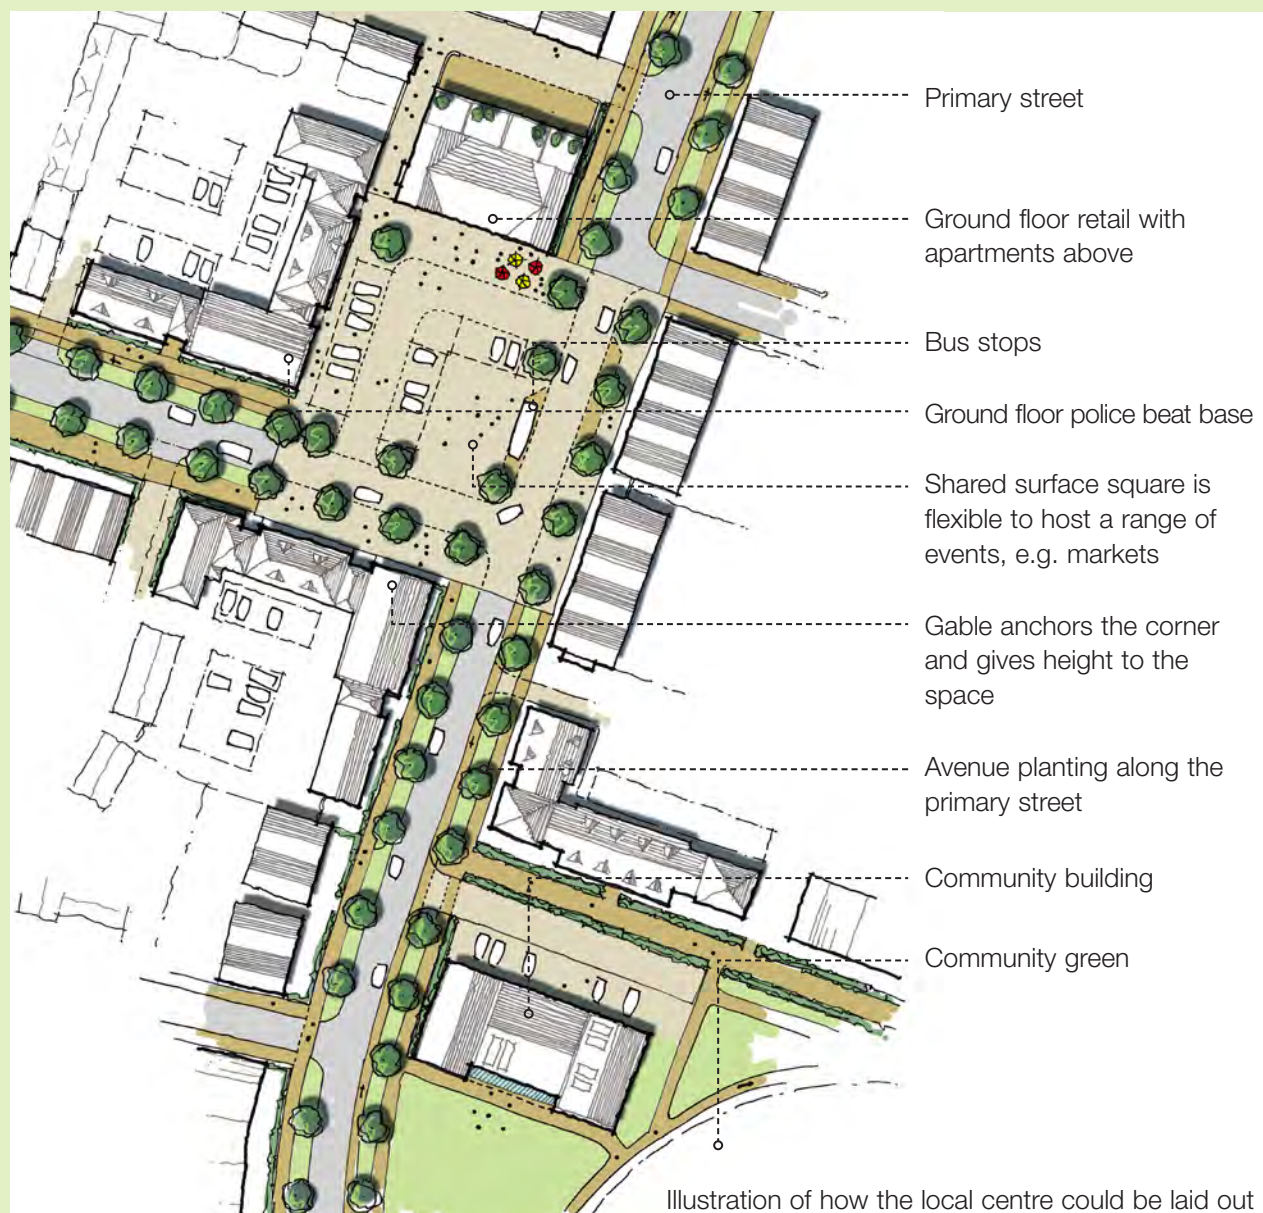 Primary street
Ground floor retail with
apartments above
Bus stops
Ground floor police beat base
Shared surface square is
flexible to host a range of
events, e.g. markets
Gable anchors the corner
and gives height to the
space
Avenue planting along the
primary street
Community building
Community green
Illustration of how the local centre could be laid out